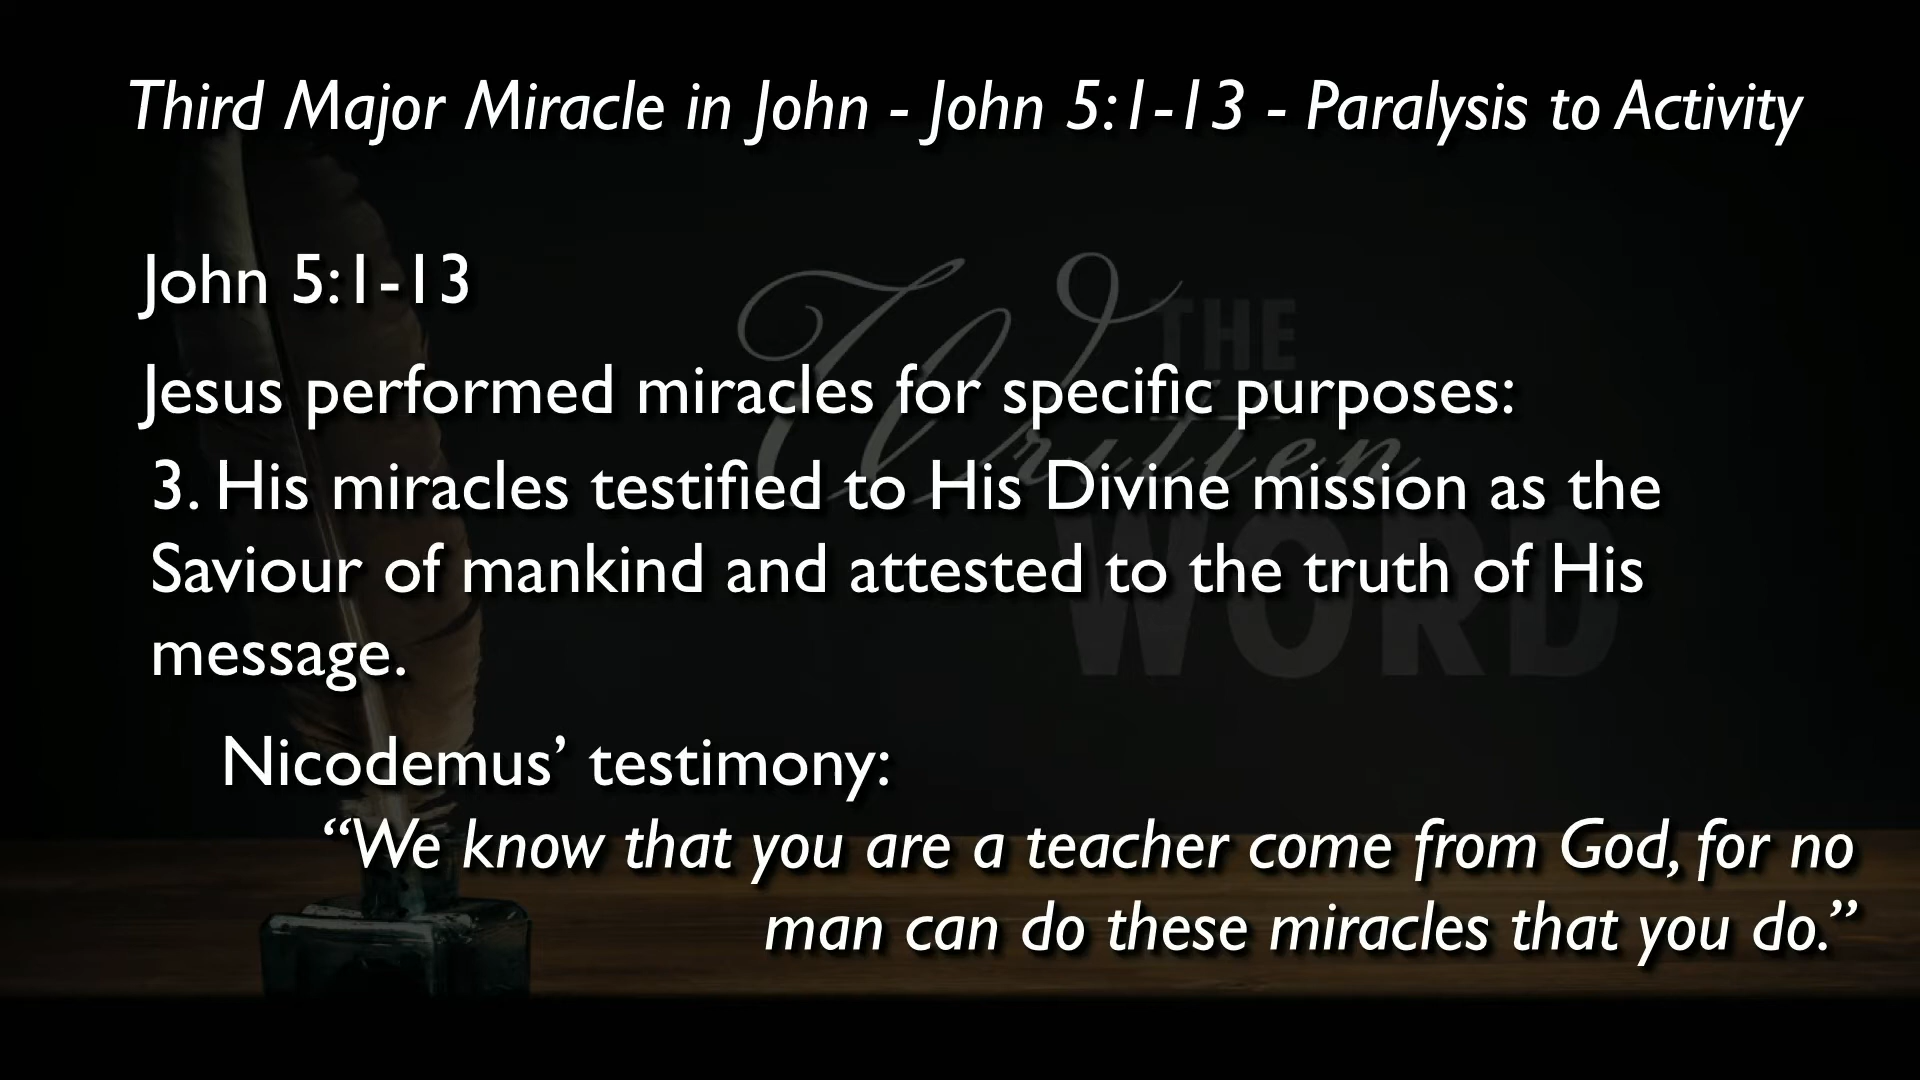 Third Major Miracle in John - John 5:1-13 - Paralysis to Activity
John 5:1-13
Jesus performed miracles for specific purposes:
3. His miracles testified to His Divine mission as the
Saviour of mankind and attested to the truth of His
message.
Nicodemus’ testimony:
“We know that you are a teacher come from God, for no
man can do these miracles that you do.”
THE
Written
WORD